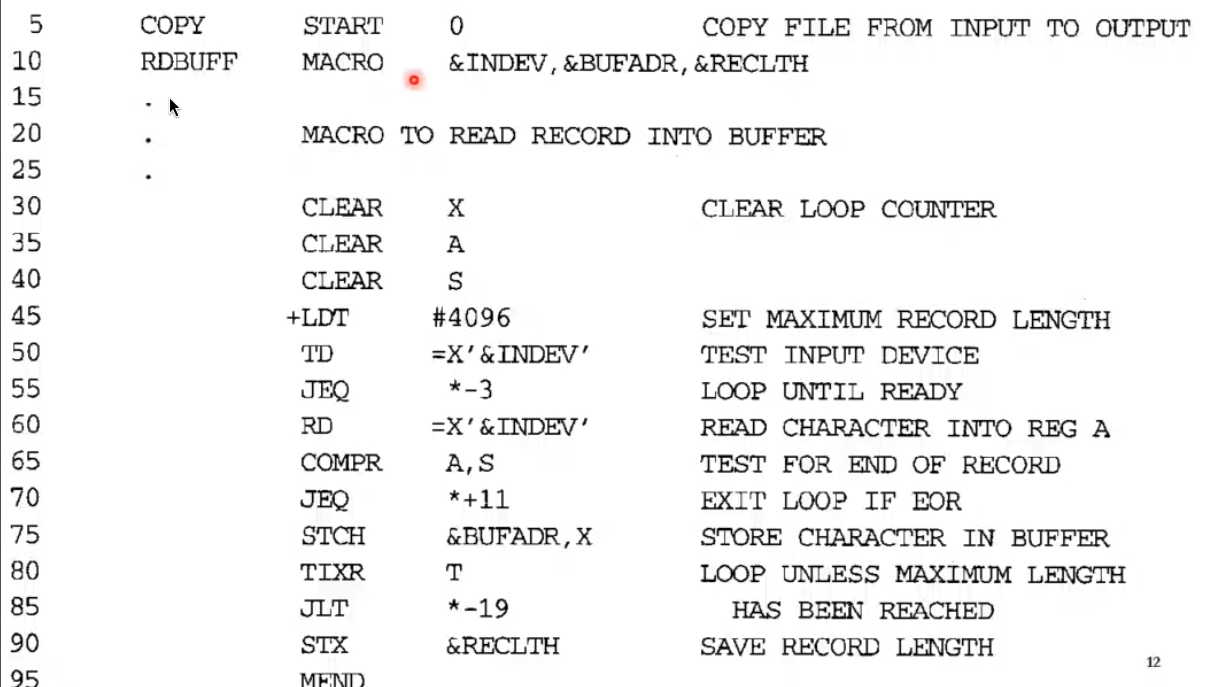 5 COPY START 0 COPY FILE FROM INPUT TO OUTPUT
10 RDBUFF MACRO &INDEV,&BUFADR,&RECLTH
15 .
20 . MACRO TO READ RECORD INTO BUFFER
25 .
30 CLEAR X CLEAR LOOP COUNTER
35 CLEAR A
40 CLEAR S
45 +LDT #4096 SET MAXIMUM RECORD LENGTH
50 TD =X'&INDEV' TEST INPUT DEVICE
55 JEQ *-3 LOOP UNTIL READY
60 RD =X'&INDEV' READ CHARACTER INTO REG A
65 COMPR A,S TEST FOR END OF RECORD
70 JEQ *+11 EXIT LOOP IF EOR
75 STCH &BUFADR,X STORE CHARACTER IN BUFFER
80 TIXR T LOOP UNLESS MAXIMUM LENGTH
85 JLT *-19 HAS BEEN REACHED
90 STX &RECLTH SAVE RECORD LENGTH
12
95 MEND